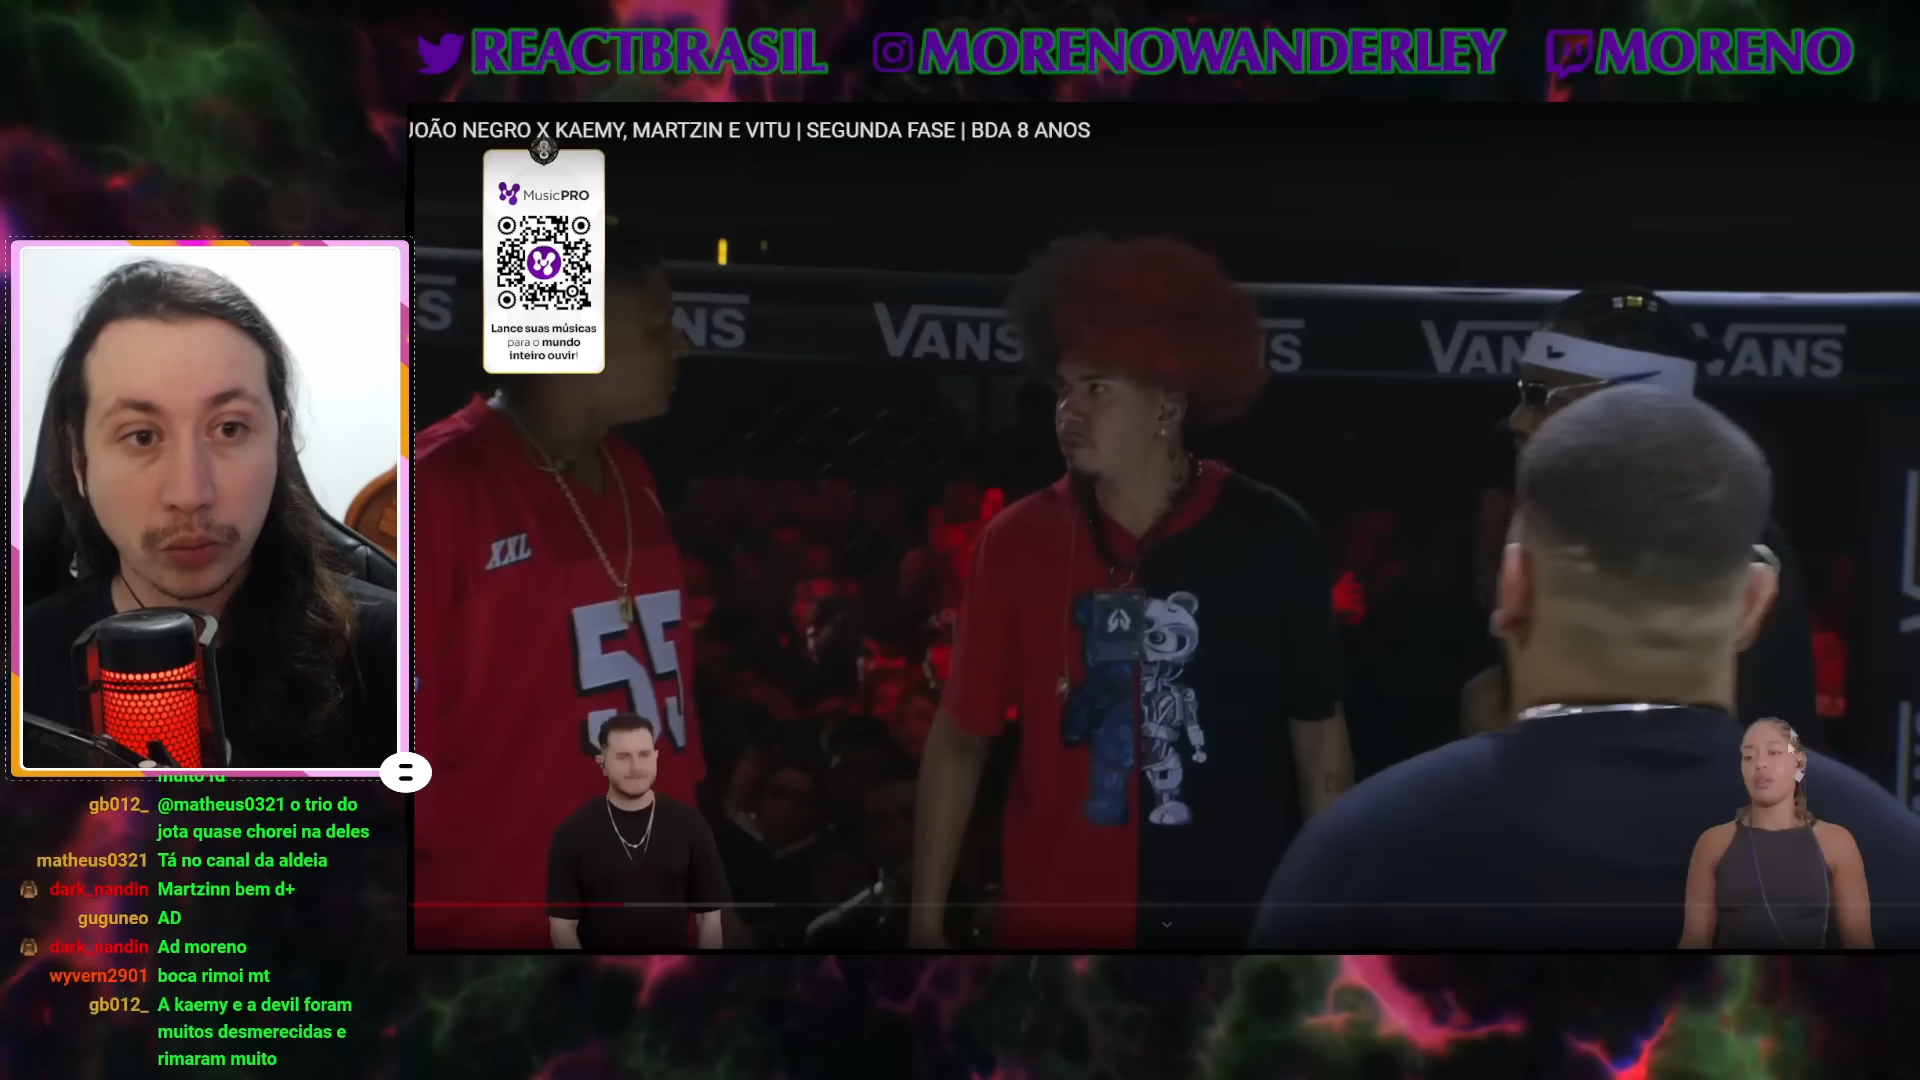 REACTBRASIL MORENOWANDERLEY MORENO
JOÃO NEGRO X KAEMY, MARTZIN E VITU | SEGUNDA FASE | BDA 8 ANOS
MusicPRO
Lance suas músicas
para o mundo
inteiro ouvir!
S VANS VANS VANS VANS
XXL
55
muito fd
gb012_ @matheus0321 o trio do
jota quase chorei na deles
matheus0321 Tá no canal da aldeia
dark_nandin Martzinn bem d+
guguneo AD
dark_nandin Ad moreno
wyvern2901 boca rimoi mt
gb012_ A kaemy e a devil foram
muitos desmerecidas e
rimaram muito